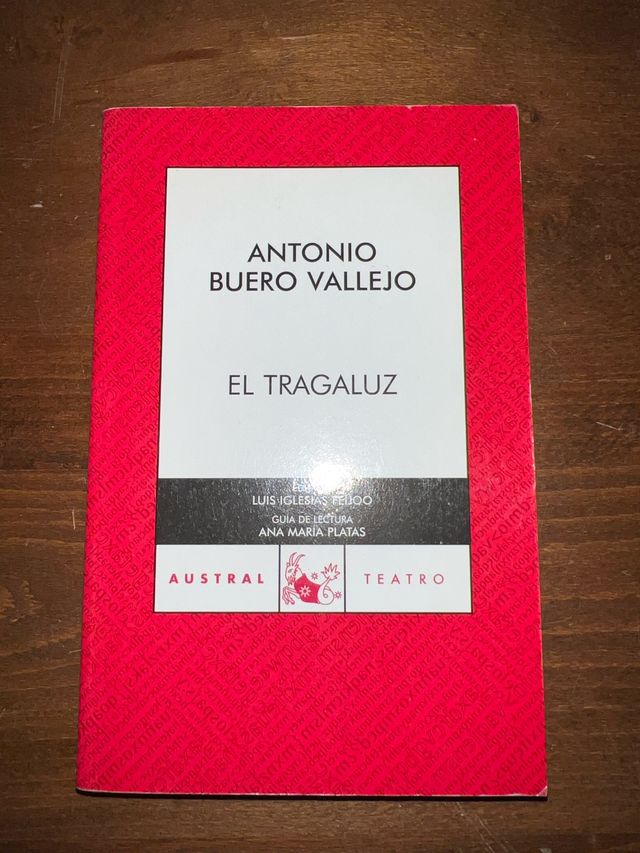 ANTONIO
BUERO VALLEJO
EL TRAGALUZ
LUIS IGLESIAS FEIJOO
GUÍA DE LECTURA
ANA MARÍA PLATAS
AUSTRAL
TEATRO